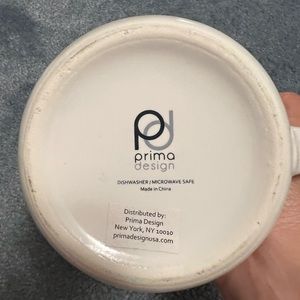 pd
prima
design
DISHWASHER / MICROWAVE SAFE
Made in China
Distributed by:
Prima Design
New York, NY 10010
primadesignusa.com